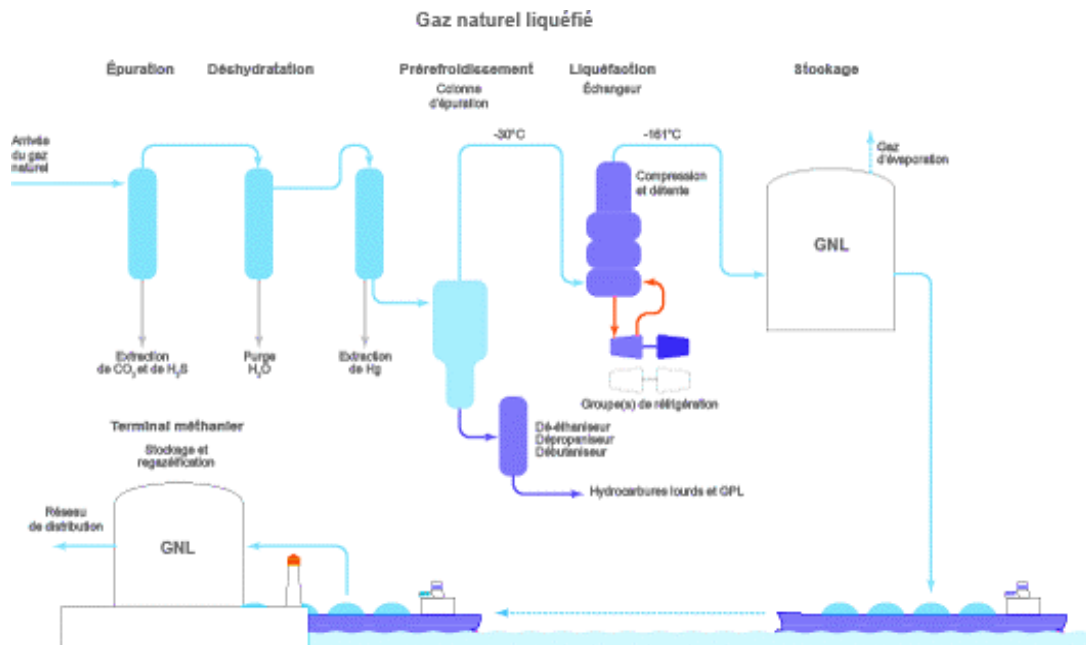 Gaz naturel liquéfié
Épuration
Déshydratation
Prérefroidissement
Colonne
d'épuration
Liquéfaction
Échangeur
Stockage
Arrivée
du gaz
naturel
-30°C
-161°C
Compression
et détente
Gaz
d'évaporation
GNL
Extraction
de CO₂ et de H₂S
Purge
H₂O
Extraction
de Hg
Groupe(s) de réfrigération
Dé-éthaniseur
Dépropaniseur
Débutaniseur
Hydrocarbures lourds et GPL
Terminal méthanier
Stockage et
regazéification
Réseau
de distribution
GNL